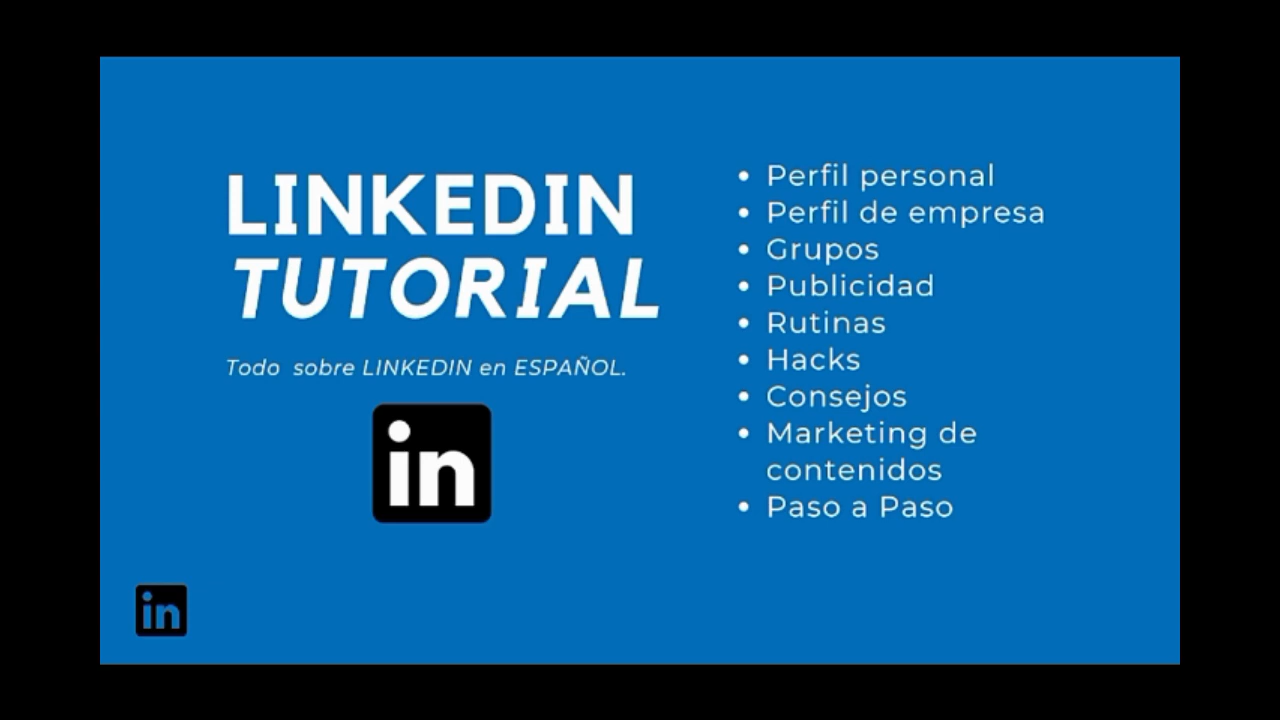 LINKEDIN
TUTORIAL
Todo sobre LINKEDIN en ESPAÑOL.
in
in
• Perfil personal
• Perfil de empresa
• Grupos
• Publicidad
• Rutinas
• Hacks
• Consejos
• Marketing de
contenidos
• Paso a Paso